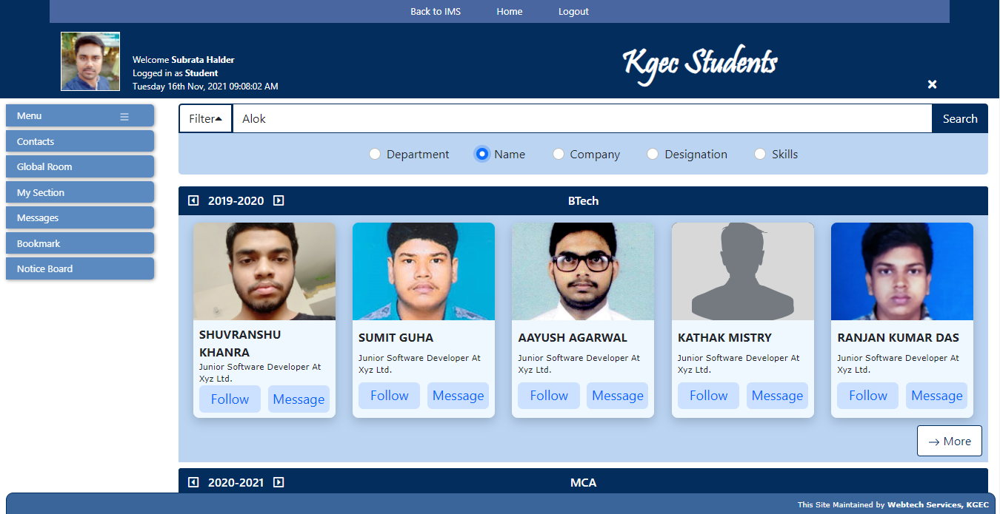 Back to IMS Home Logout
Welcome Subrata Halder
Logged in as Student
Tuesday 16th Nov, 2021 09:08:02 AM
Kgec Students
Menu
Contacts
Global Room
My Section
Messages
Bookmark
Notice Board
Filter Alok Search
Department Name Company Designation Skills
2019-2020 BTech
SHUVRANSHU
KHANRA
Junior Software Developer At
Xyz Ltd.
Follow Message
SUMIT GUHA
Junior Software Developer At
Xyz Ltd.
Follow Message
AAYUSH AGARWAL
Junior Software Developer At
Xyz Ltd.
Follow Message
KATHAK MISTRY
Junior Software Developer At
Xyz Ltd.
Follow Message
RANJAN KUMAR DAS
Junior Software Developer At
Xyz Ltd.
Follow Message
→ More
2020-2021 MCA
This Site Maintained by Webtech Services, KGEC